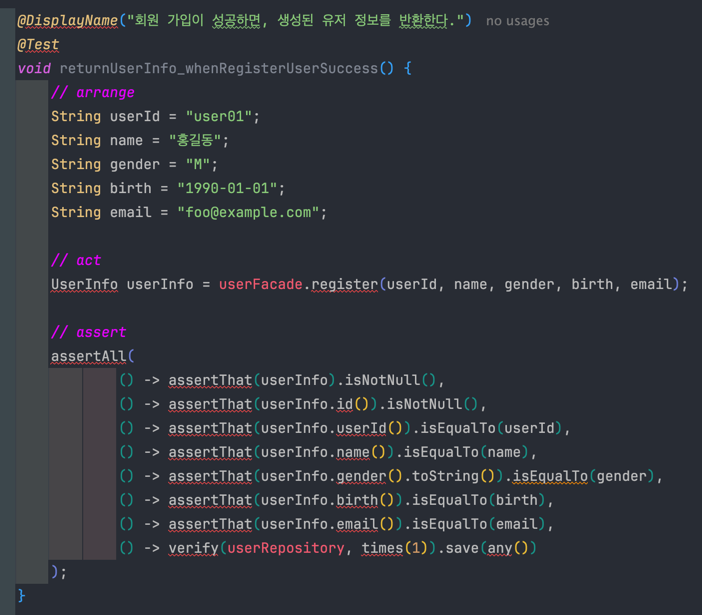 @DisplayName("회원 가입이 성공하면, 생성된 유저 정보를 반환한다.")  no usages
@Test
void returnUserInfo_whenRegisterUserSuccess() {
    // arrange
    String userId = "user01";
    String name = "홍길동";
    String gender = "M";
    String birth = "1990-01-01";
    String email = "foo@example.com";

    // act
    UserInfo userInfo = userFacade.register(userId, name, gender, birth, email);

    // assert
    assertAll(
            () -> assertThat(userInfo).isNotNull(),
            () -> assertThat(userInfo.id()).isNotNull(),
            () -> assertThat(userInfo.userId()).isEqualTo(userId),
            () -> assertThat(userInfo.name()).isEqualTo(name),
            () -> assertThat(userInfo.gender().toString()).isEqualTo(gender),
            () -> assertThat(userInfo.birth()).isEqualTo(birth),
            () -> assertThat(userInfo.email()).isEqualTo(email),
            () -> verify(userRepository, times(1)).save(any())
    );
}